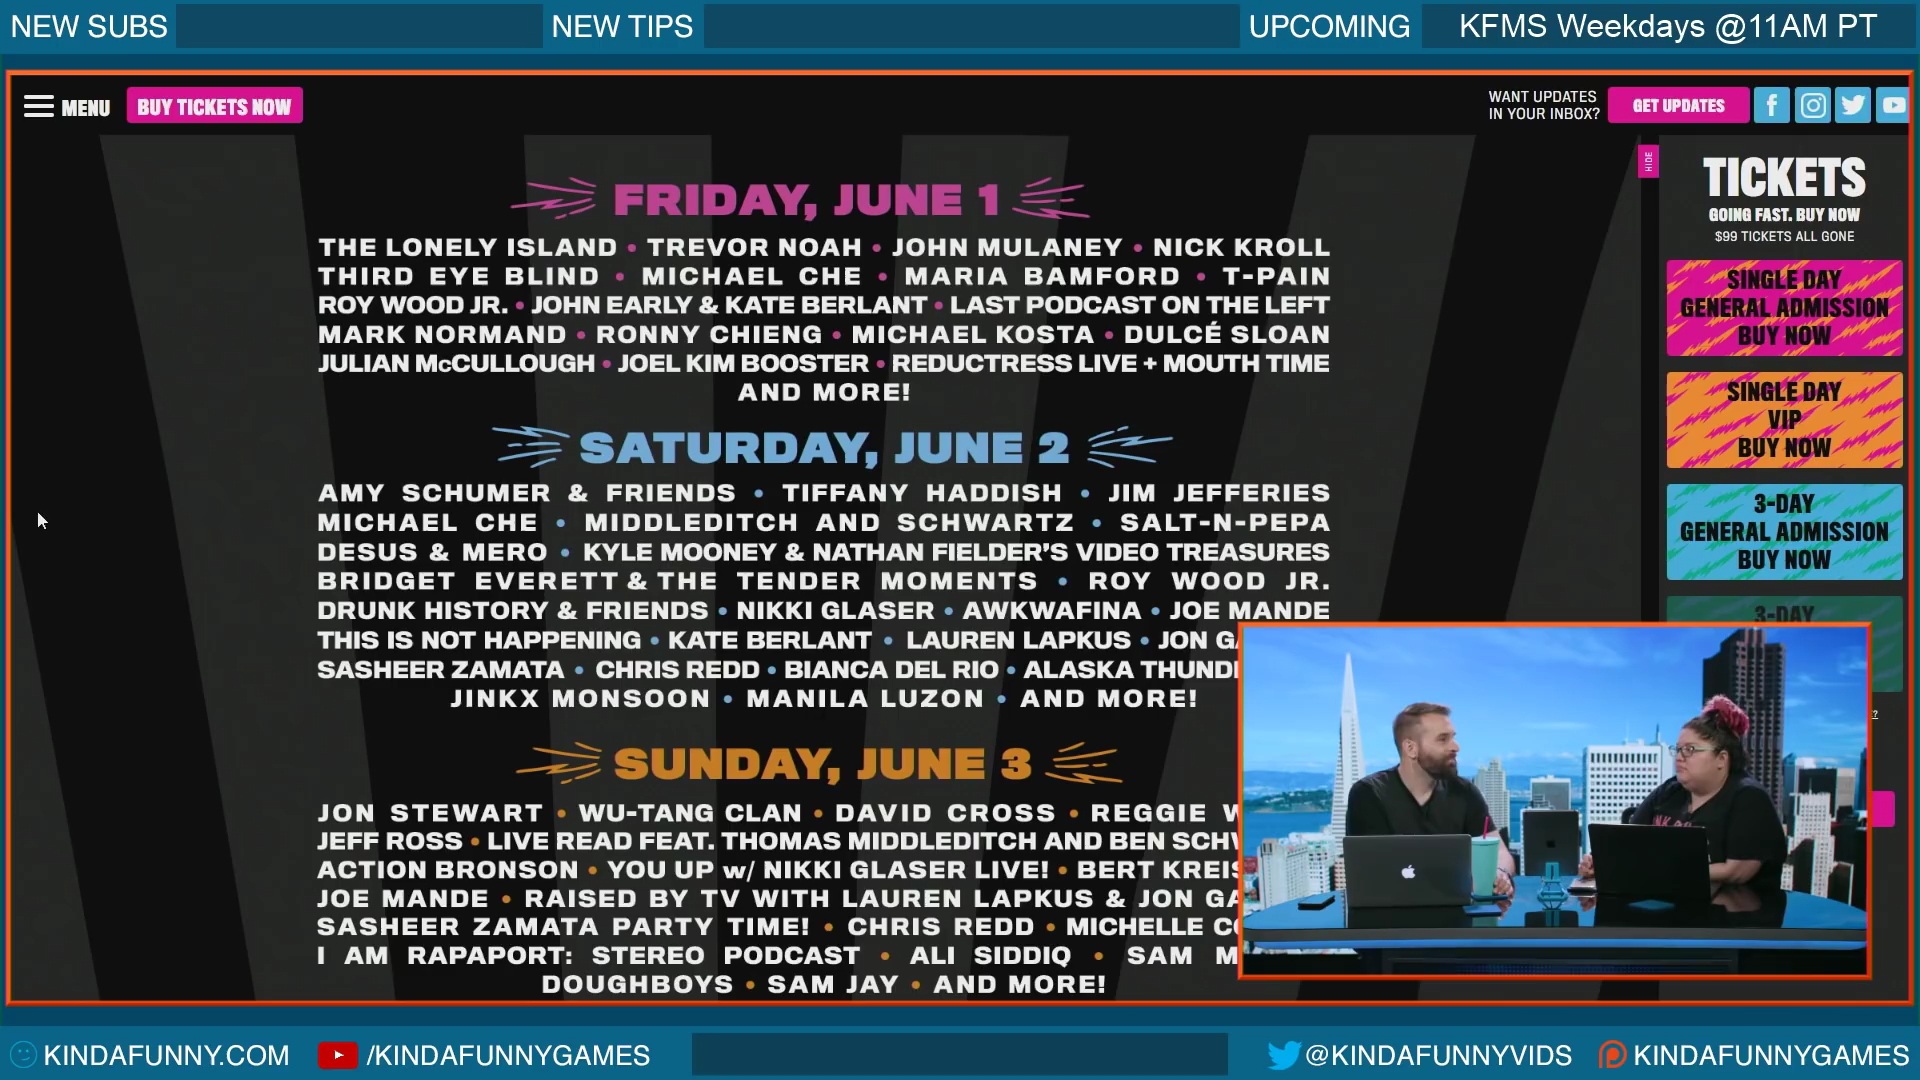 NEW SUBS
NEW TIPS
UPCOMING
KFMS Weekdays @11AM PT
MENU
BUY TICKETS NOW
WANT UPDATES
IN YOUR INBOX?
GET UPDATES
FRIDAY, JUNE 1
THE LONELY ISLAND • TREVOR NOAH • JOHN MULANEY • NICK KROLL
THIRD EYE BLIND • MICHAEL CHE • MARIA BAMFORD • T-PAIN
ROY WOOD JR. • JOHN EARLY & KATE BERLANT • LAST PODCAST ON THE LEFT
MARK NORMAND • RONNY CHIENG • MICHAEL KOSTA • DULCÉ SLOAN
JULIAN McCULLOUGH • JOEL KIM BOOSTER • REDUCTRESS LIVE + MOUTH TIME
AND MORE!
SATURDAY, JUNE 2
AMY SCHUMER & FRIENDS • TIFFANY HADDISH • JIM JEFFERIES
MICHAEL CHE • MIDDLEDITCH AND SCHWARTZ • SALT-N-PEPA
DESUS & MERO • KYLE MOONEY & NATHAN FIELDER'S VIDEO TREASURES
BRIDGET EVERETT & THE TENDER MOMENTS • ROY WOOD JR.
DRUNK HISTORY & FRIENDS • NIKKI GLASER • AWKWAFINA • JOE MANDE
THIS IS NOT HAPPENING • KATE BERLANT • LAUREN LAPKUS • JON
SASHEER ZAMATA • CHRIS REDD • BIANCA DEL RIO • ALASKA
JINKX MONSOON • MANILA LUZON • AND MORE!
SUNDAY, JUNE 3
JON STEWART • WU-TANG CLAN • DAVID CROSS • REGGIE
JEFF ROSS • LIVE READ FEAT. THOMAS MIDDLEDITCH AND BEN
ACTION BRONSON • YOU UP w/ NIKKI GLASER LIVE! • BERT
JOE MANDE • RAISED BY TV WITH LAUREN LAPKUS & JON
SASHEER ZAMATA PARTY TIME! • CHRIS REDD • MICHELLE
I AM RAPAPORT: STEREO PODCAST • ALI SIDDIQ • SAM
DOUGHBOYS • SAM JAY • AND MORE!
HIDE
TICKETS
GOING FAST. BUY NOW
$99 TICKETS ALL GONE
SINGLE DAY
GENERAL ADMISSION
BUY NOW
SINGLE DAY
VIP
BUY NOW
3-DAY
GENERAL ADMISSION
BUY NOW
3-DAY
KINDAFUNNY.COM
/KINDAFUNNYGAMES
@KINDAFUNNYVIDS
KINDAFUNNYGAMES